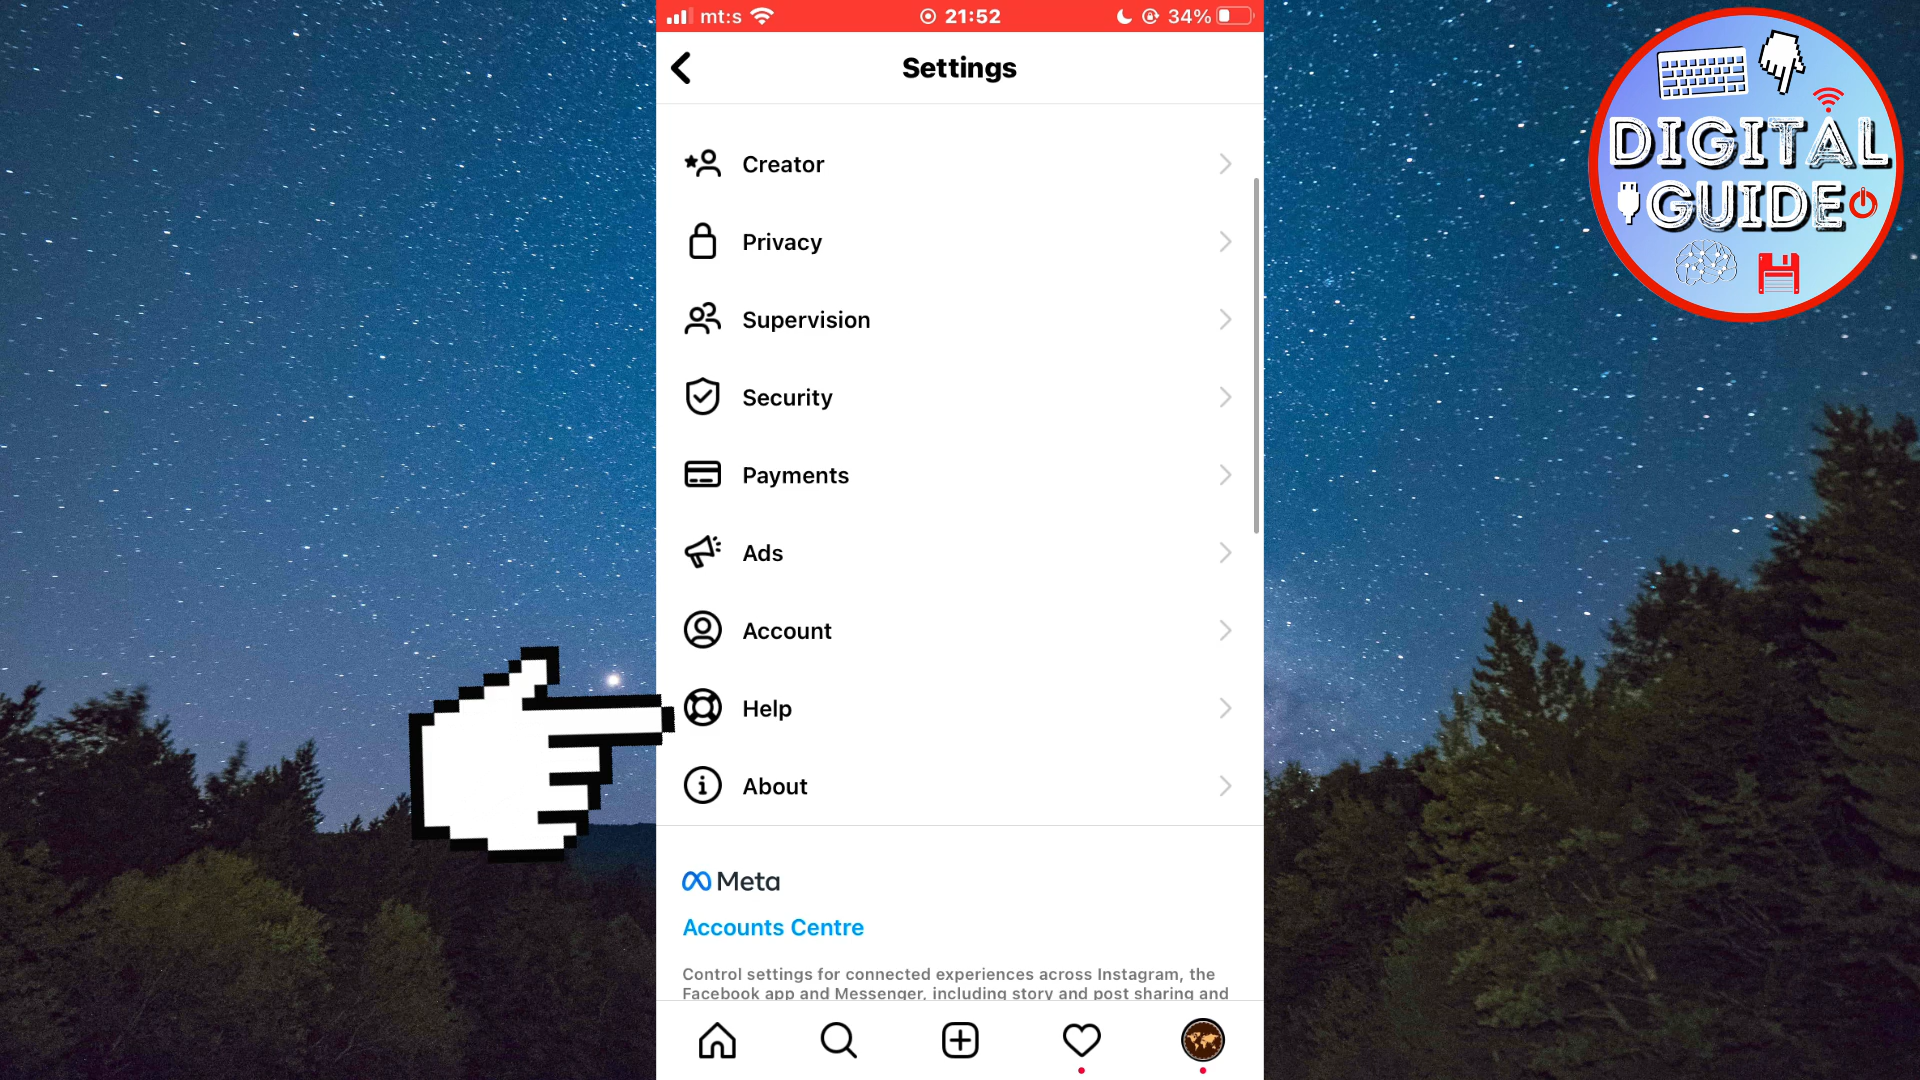 mt:s
21:52
34%
Settings
Creator
Privacy
Supervision
Security
Payments
Ads
Account
Help
About
Meta
Accounts Centre
Control settings for connected experiences across Instagram, the
Facebook app and Messenger, including story and post sharing and
DIGITAL
GUIDE